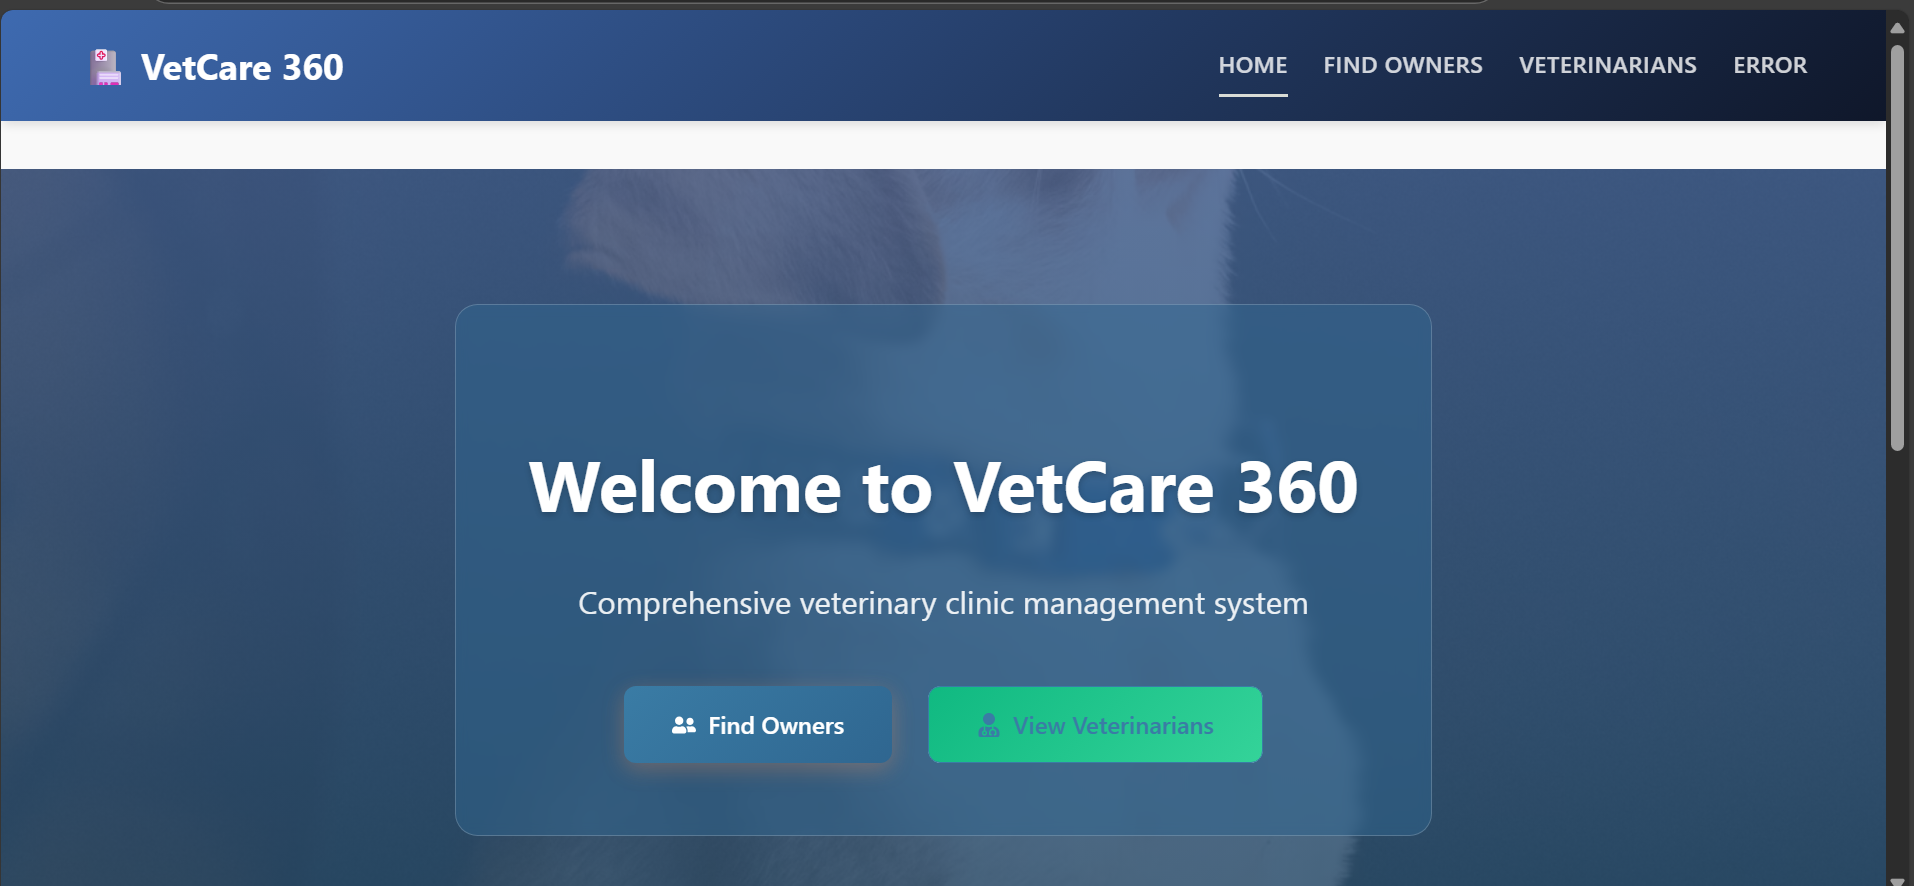 VetCare 360
HOME
FIND OWNERS
VETERINARIANS
ERROR
Welcome to VetCare 360
Comprehensive veterinary clinic management system
Find Owners
View Veterinarians